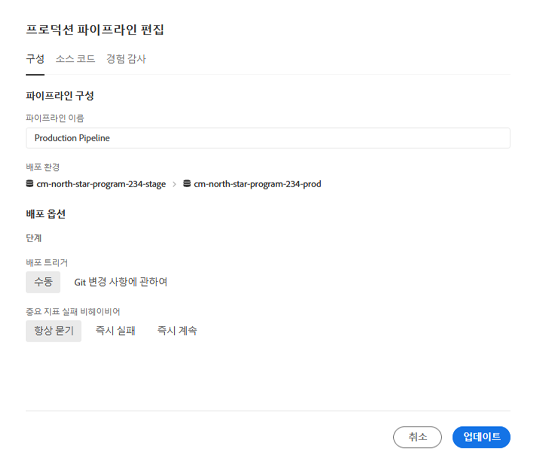 프로덕션 파이프라인 편집
구성 소스 코드 경험 감사
파이프라인 구성
파이프라인 이름
Production Pipeline
배포 환경
cm-north-star-program-234-stage > cm-north-star-program-234-prod
배포 옵션
단계
배포 트리거
수동 Git 변경 사항에 관하여
중요 지표 실패 비헤이비어
항상 묻기 즉시 실패 즉시 계속
취소 업데이트